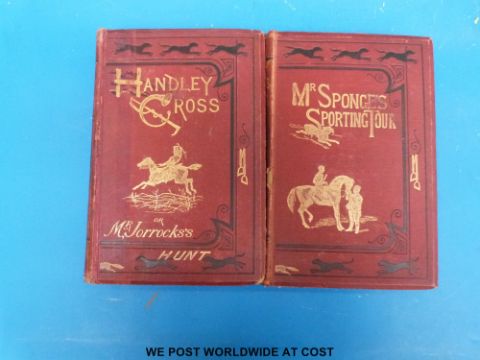 HANDLEY
CROSS
OR
Mr Jorrocks's
HUNT
Mr SPONGE'S
SPORTING TOUR
WE POST WORLDWIDE AT COST